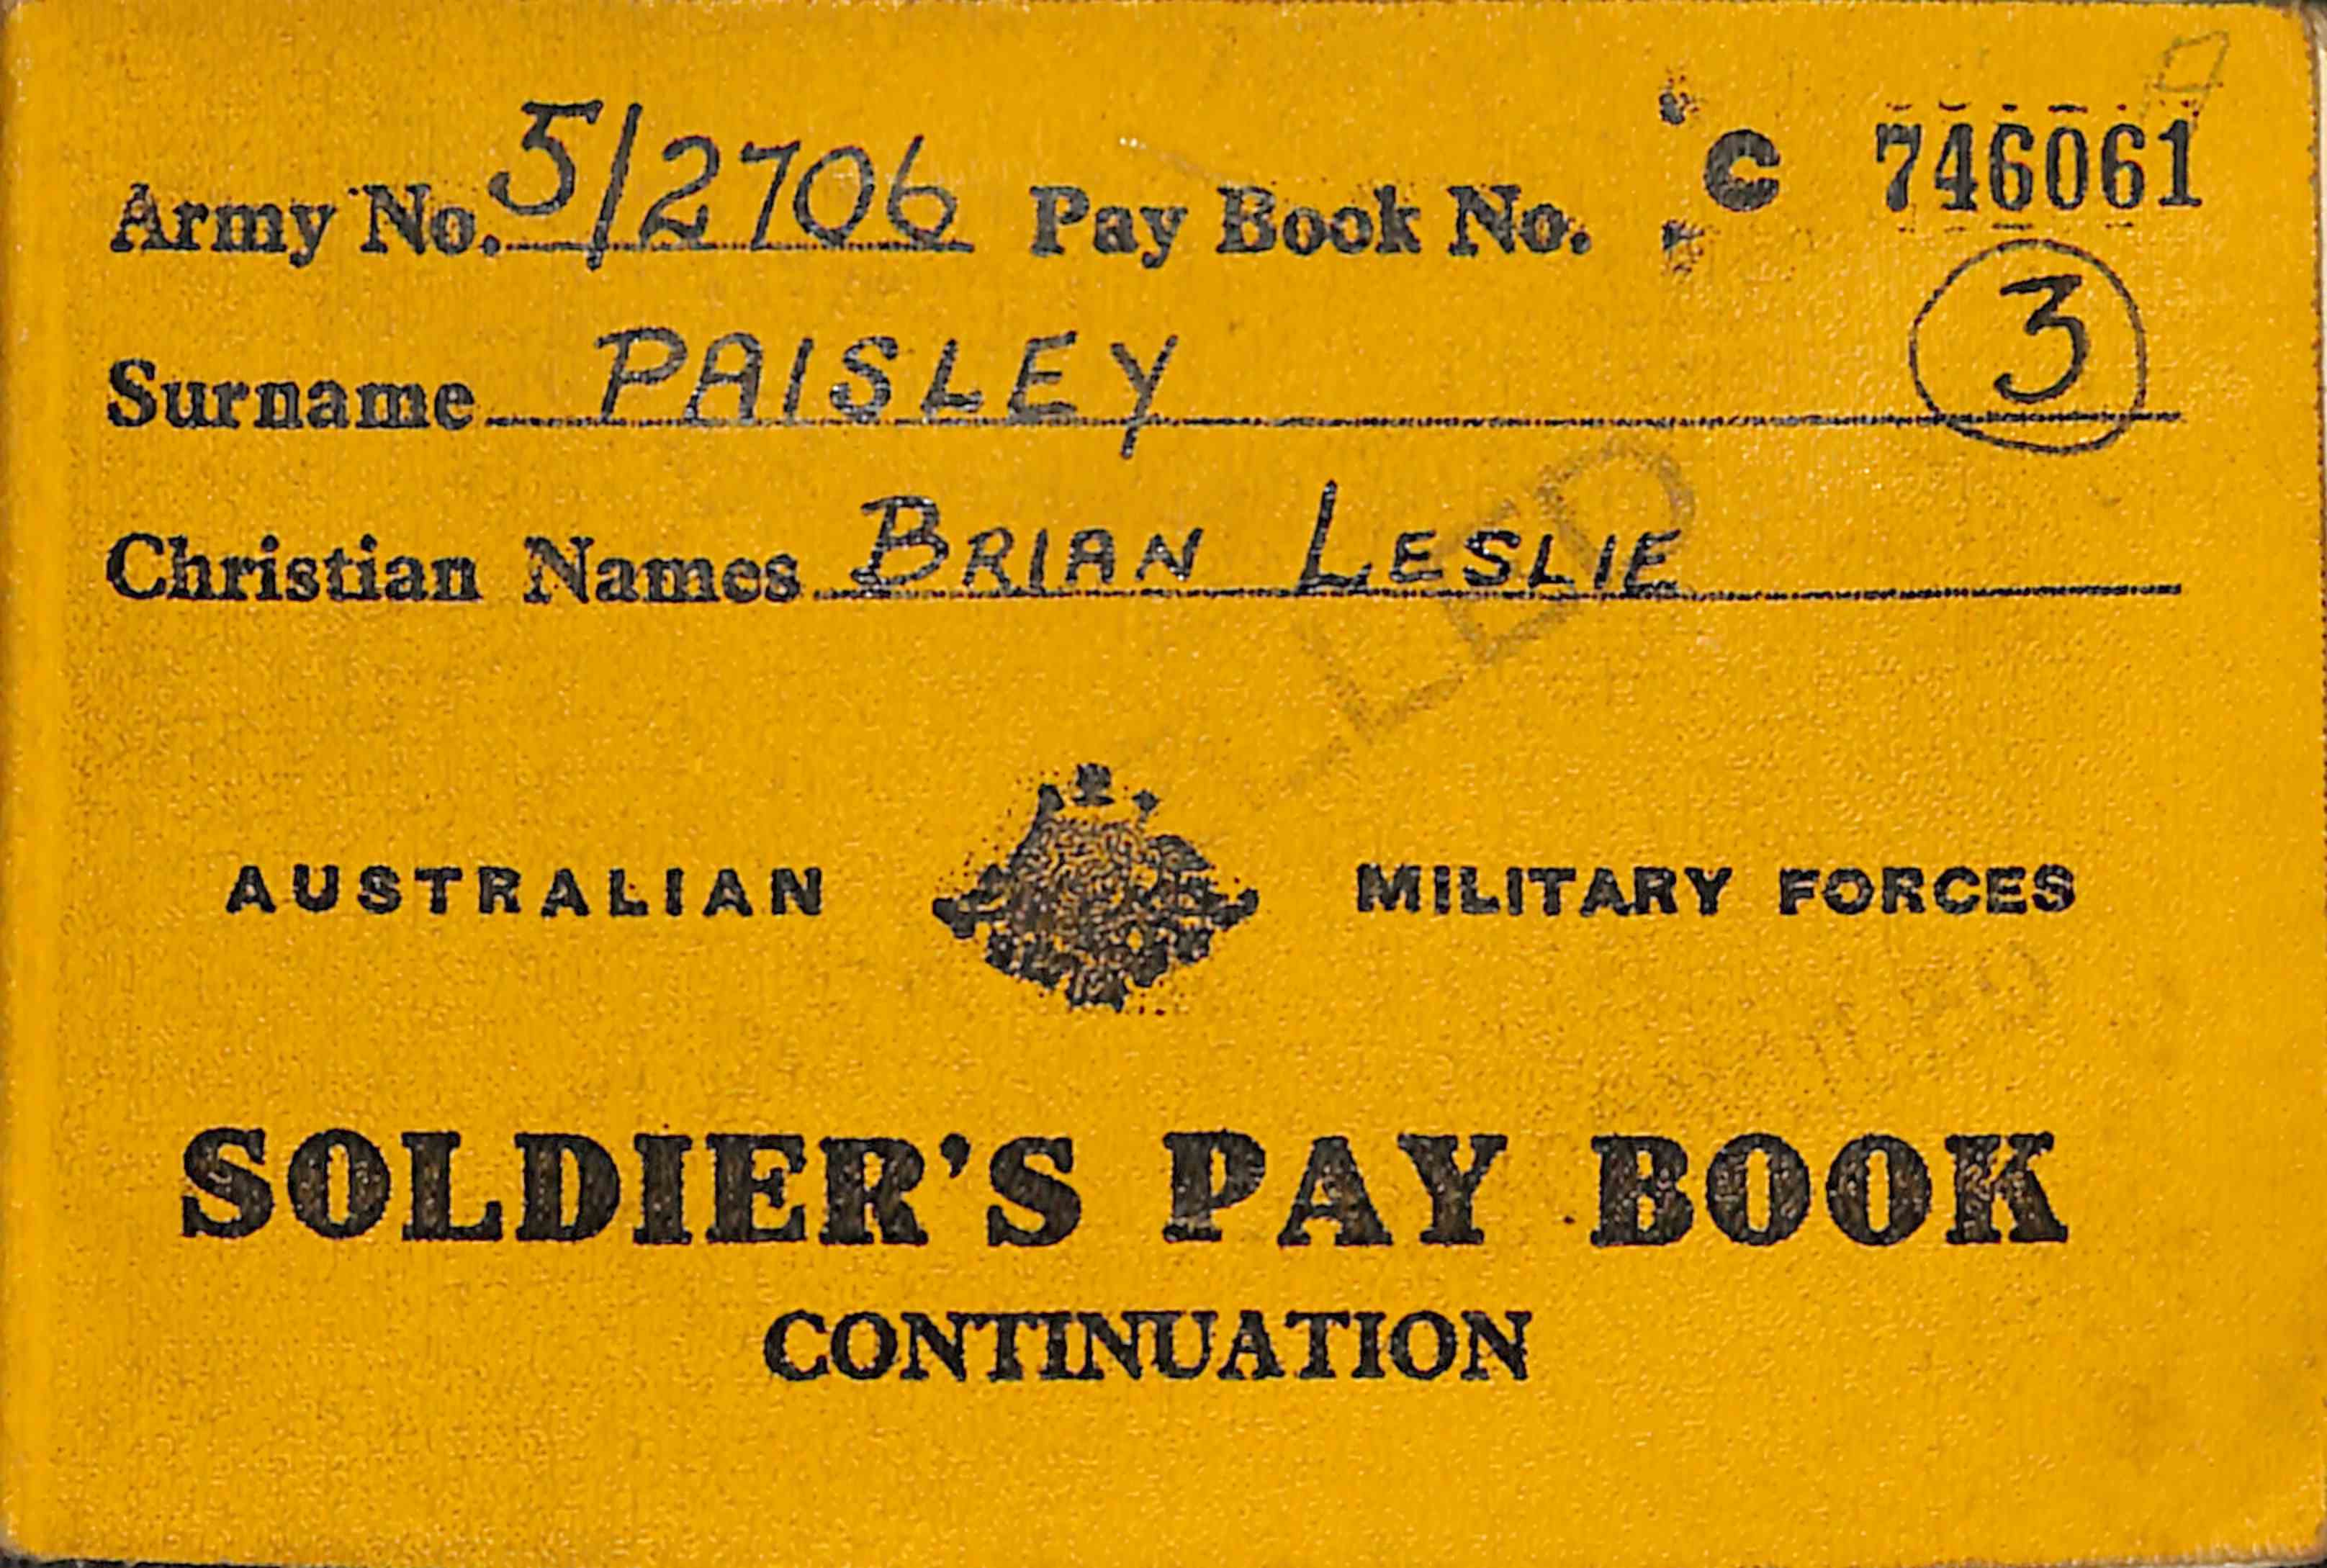 Army No. 5/2706 Pay Book No. C 746061
3
Surname PAISLEY
Christian Names BRIAN LESLIE
AUSTRALIAN MILITARY FORCES
SOLDIER'S PAY BOOK
CONTINUATION